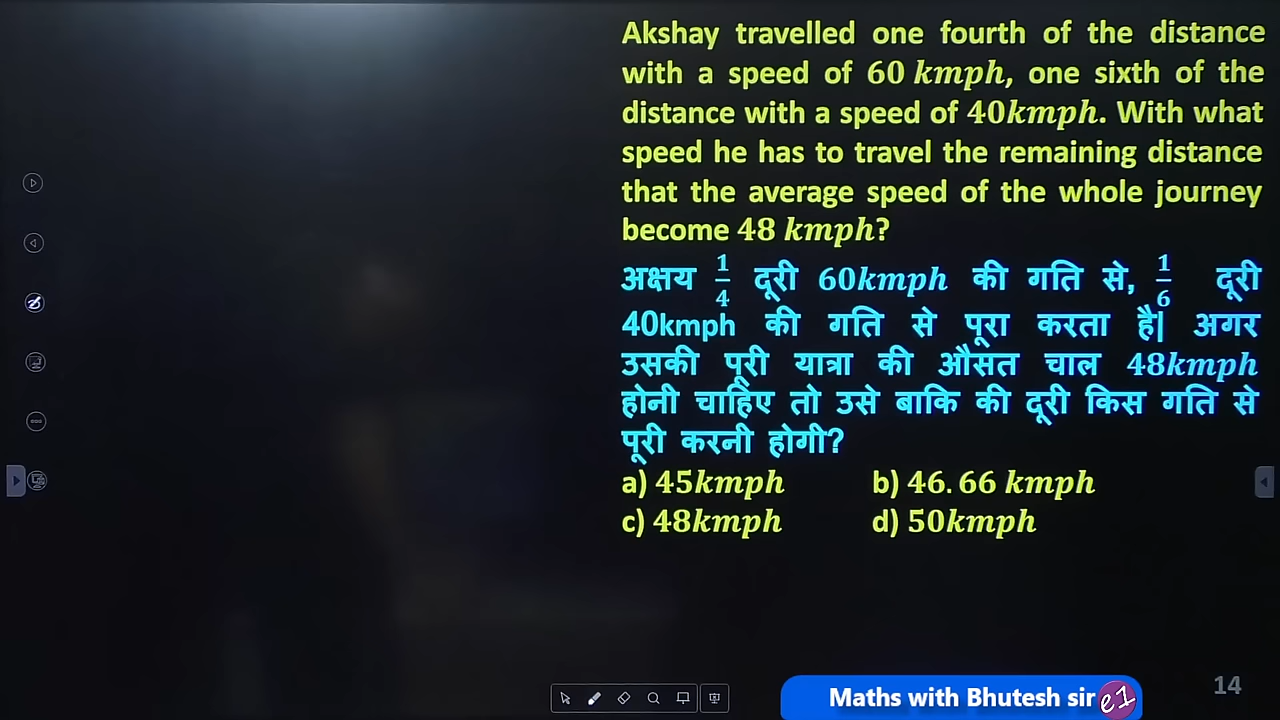 Akshay travelled one fourth of the distance
with a speed of 60 kmph, one sixth of the
distance with a speed of 40kmph. With what
speed he has to travel the remaining distance
that the average speed of the whole journey
become 48 kmph?
अक्षय 1/4 दूरी 60kmph की गति से, 1/6 दूरी
40kmph की गति से पूरा करता है| अगर
उसकी पूरी यात्रा की औसत चाल 48kmph
होनी चाहिए तो उसे बाकि की दूरी किस गति से
पूरी करनी होगी?
a) 45kmph b) 46.66 kmph
c) 48kmph d) 50kmph
Maths with Bhutesh sir e1
14